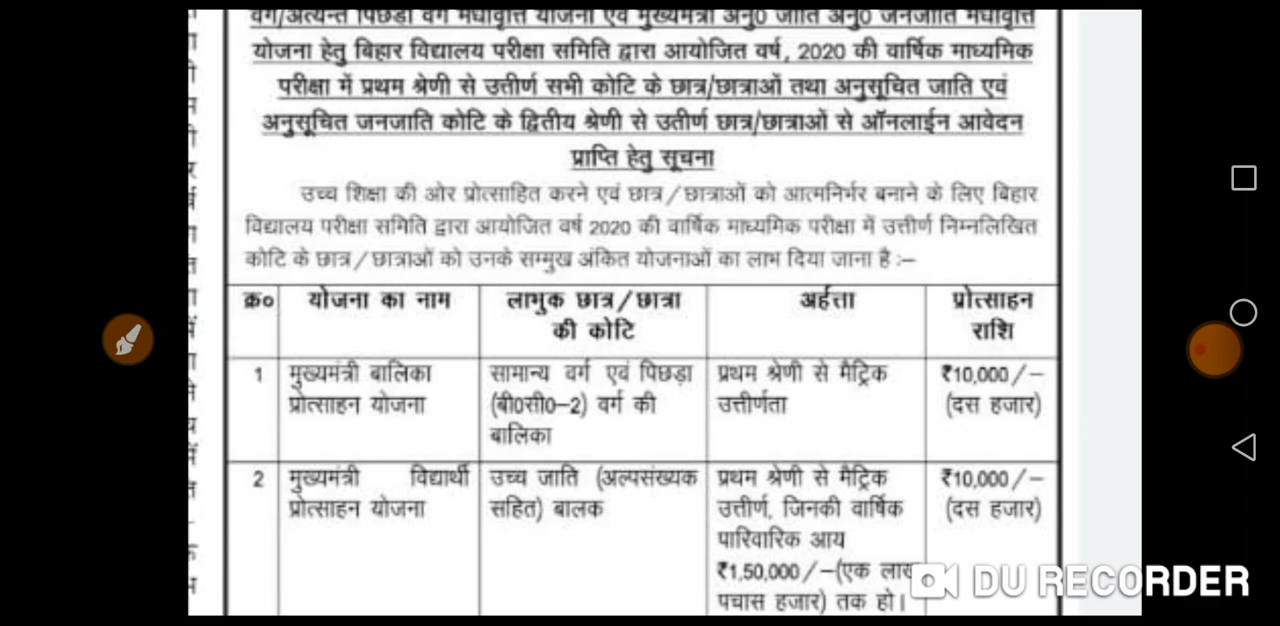 वर्ग/अत्यन्त पिछड़ा वर्ग मेधावृत्ति योजना एवं मुख्यमंत्री अनु0 जाति अनु0 जनजाति मेधावृत्ति
योजना हेतु बिहार विद्यालय परीक्षा समिति द्वारा आयोजित वर्ष, 2020 की वार्षिक माध्यमिक
परीक्षा में प्रथम श्रेणी से उत्तीर्ण सभी कोटि के छात्र/छात्राओं तथा अनुसूचित जाति एवं
अनुसूचित जनजाति कोटि के द्वितीय श्रेणी से उतीर्ण छात्र/छात्राओं से ऑनलाईन आवेदन
प्राप्ति हेतु सूचना
उच्च शिक्षा की ओर प्रोत्साहित करने एवं छात्र/छात्राओं को आत्मनिर्भर बनाने के लिए बिहार
विद्यालय परीक्षा समिति द्वारा आयोजित वर्ष 2020 की वार्षिक माध्यमिक परीक्षा में उत्तीर्ण निम्नलिखित
कोटि के छात्र/छात्राओं को उनके सम्मुख अंकित योजनाओं का लाभ दिया जाना है :–
क्र० योजना का नाम लाभुक छात्र/छात्रा अर्हत्ता प्रोत्साहन
की कोटि राशि
1 मुख्यमंत्री बालिका सामान्य वर्ग एवं पिछड़ा प्रथम श्रेणी से मैट्रिक ₹10,000/–
प्रोत्साहन योजना (बी0सी0–2) वर्ग की उत्तीर्णता (दस हजार)
बालिका
2 मुख्यमंत्री विद्यार्थी उच्च जाति (अल्पसंख्यक प्रथम श्रेणी से मैट्रिक ₹10,000/–
प्रोत्साहन योजना सहित) बालक उत्तीर्ण, जिनकी वार्षिक (दस हजार)
पारिवारिक आय
₹1,50,000/–(एक लाख
पचास हजार) तक हो।
DU RECORDER